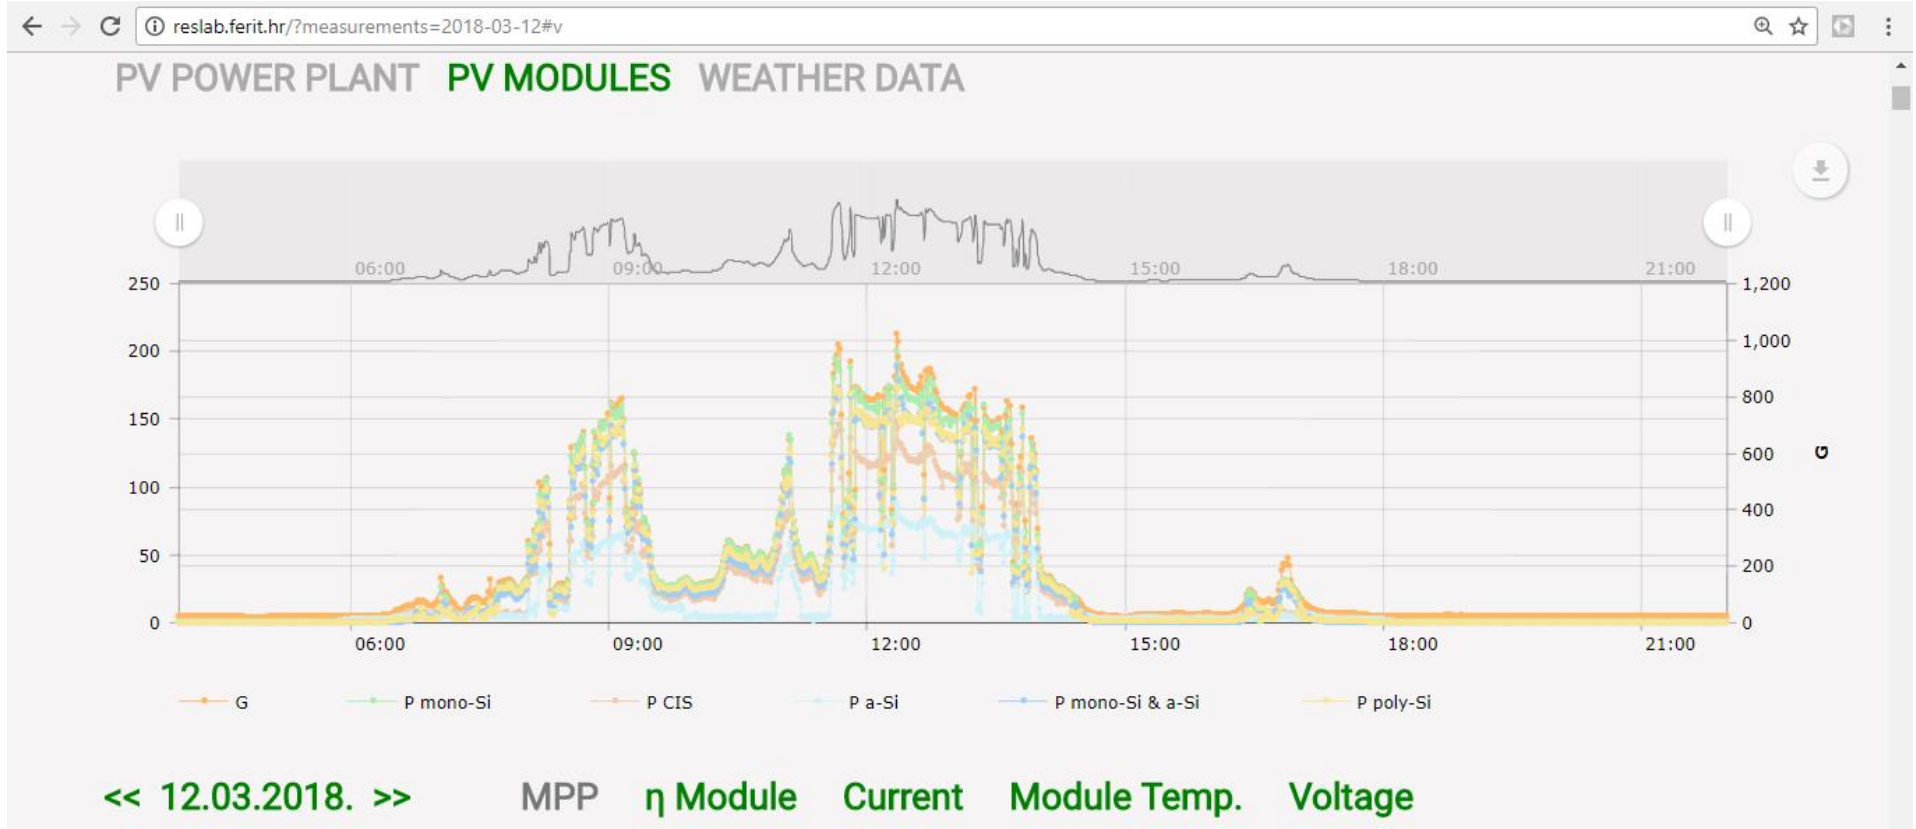 reslab.ferit.hr/?measurements=2018-03-12#v
PV POWER PLANT PV MODULES WEATHER DATA
06:00 09:00 12:00 15:00 18:00 21:00
250 1,200
200 1,000
150 800
600
100 400
50 200
0 0
G
06:00 09:00 12:00 15:00 18:00 21:00
G P mono-Si P CIS P a-Si P mono-Si & a-Si P poly-Si
<< 12.03.2018. >> MPP η Module Current Module Temp. Voltage